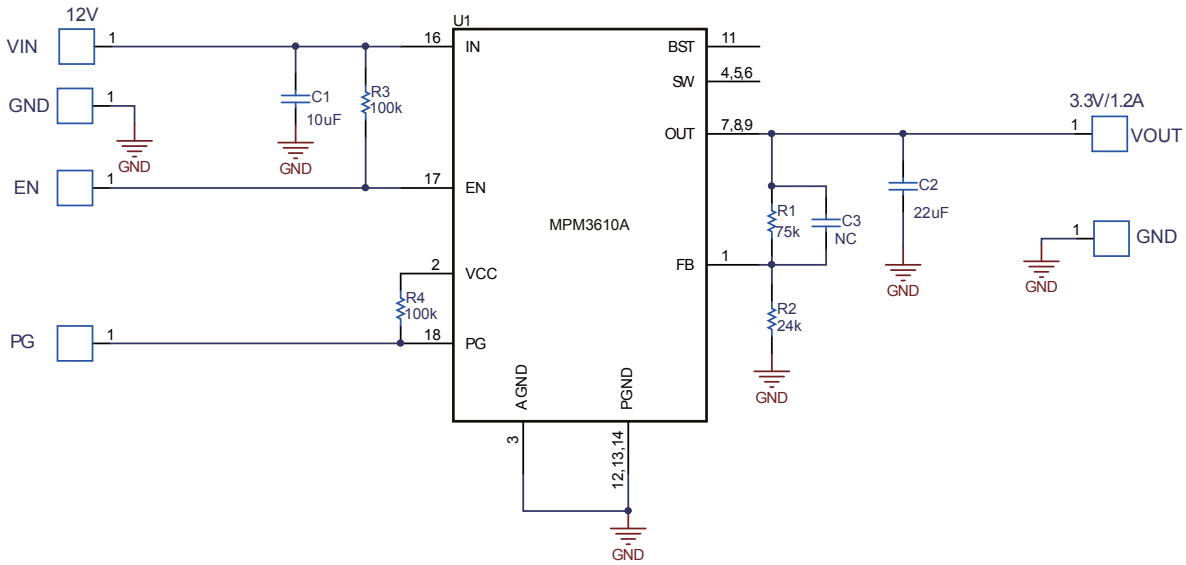 12V
U1
VIN
1
16
IN
BST
11
SW
4,5,6
R3
100k
C1
10uF
GND
1
GND
GND
3.3V/1.2A
OUT
7,8,9
1
VOUT
EN
1
17
EN
MPM3610A
R1
75k
C3
NC
C2
22uF
1
GND
GND
GND
2
VCC
FB
1
R4
100k
R2
24k
PG
1
18
PG
GND
AGND
PGND
3
12,13,14
GND